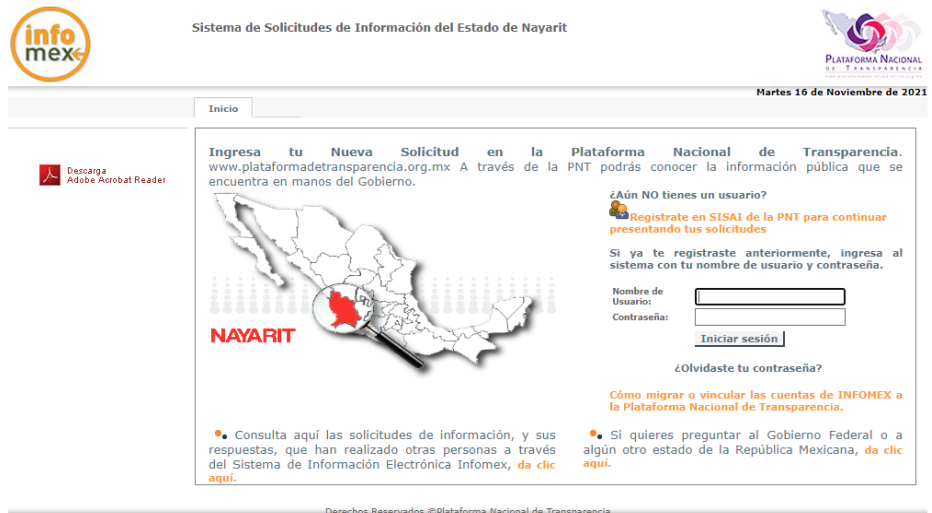 info
mex
Sistema de Solicitudes de Información del Estado de Nayarit
PLATAFORMA NACIONAL
DE TRANSPARENCIA
Martes 16 de Noviembre de 2021
Inicio
Descarga
Adobe Acrobat Reader
Ingresa tu Nueva Solicitud en la Plataforma Nacional de Transparencia.
www.plataformadetransparencia.org.mx A través de la PNT podrás conocer la información pública que se
encuentra en manos del Gobierno.
NAYARIT
¿Aún NO tienes un usuario?
Registrate en SISAI de la PNT para continuar
presentando tus solicitudes
Si ya te registraste anteriormente, ingresa al
sistema con tu nombre de usuario y contraseña.
Nombre de
Usuario:
Contraseña:
Iniciar sesión
¿Olvidaste tu contraseña?
Cómo migrar o vincular las cuentas de INFOMEX a
la Plataforma Nacional de Transparencia.
Consulta aquí las solicitudes de información, y sus
respuestas, que han realizado otras personas a través
del Sistema de Información Electrónica Infomex, da clic
aquí.
Si quieres preguntar al Gobierno Federal o a
algún otro estado de la República Mexicana, da clic
aquí.
Derechos Reservados ©Plataforma Nacional de Transparencia